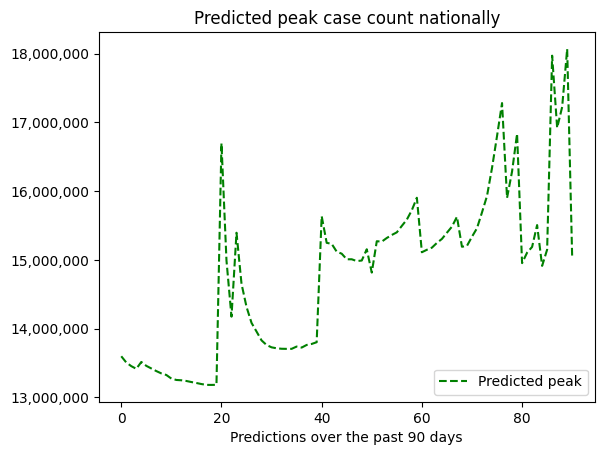 Predicted peak case count nationally
18,000,000
17,000,000
16,000,000
15,000,000
14,000,000
13,000,000
Predicted peak
0 20 40 60 80
Predictions over the past 90 days